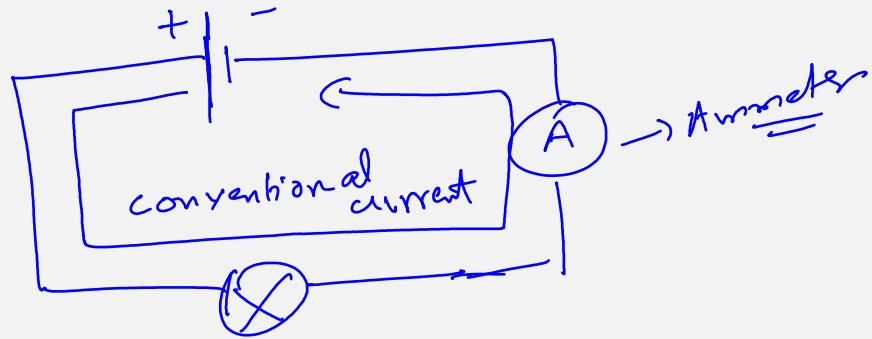 + -
A → Ammeter
conventional
current